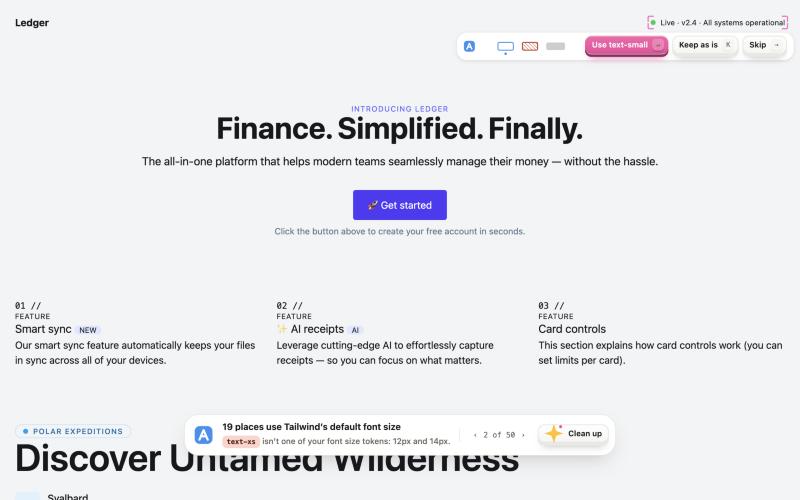 Ledger
Live · v2.4 · All systems operational
Use text-small
Keep as is K
Skip →
INTRODUCING LEDGER
Finance. Simplified. Finally.
The all-in-one platform that helps modern teams seamlessly manage their money — without the hassle.
🚀 Get started
Click the button above to create your free account in seconds.
01 //
FEATURE
Smart sync NEW
Our smart sync feature automatically keeps your files
in sync across all of your devices.
02 //
FEATURE
✨ AI receipts AI
Leverage cutting-edge AI to effortlessly capture
receipts — so you can focus on what matters.
03 //
FEATURE
Card controls
This section explains how card controls work (you can
set limits per card).
19 places use Tailwind's default font size
text-xs isn't one of your font size tokens: 12px and 14px.
‹ 2 of 50 ›
Clean up
POLAR EXPEDITIONS
Discover Untamed Wilderness
Svalbard